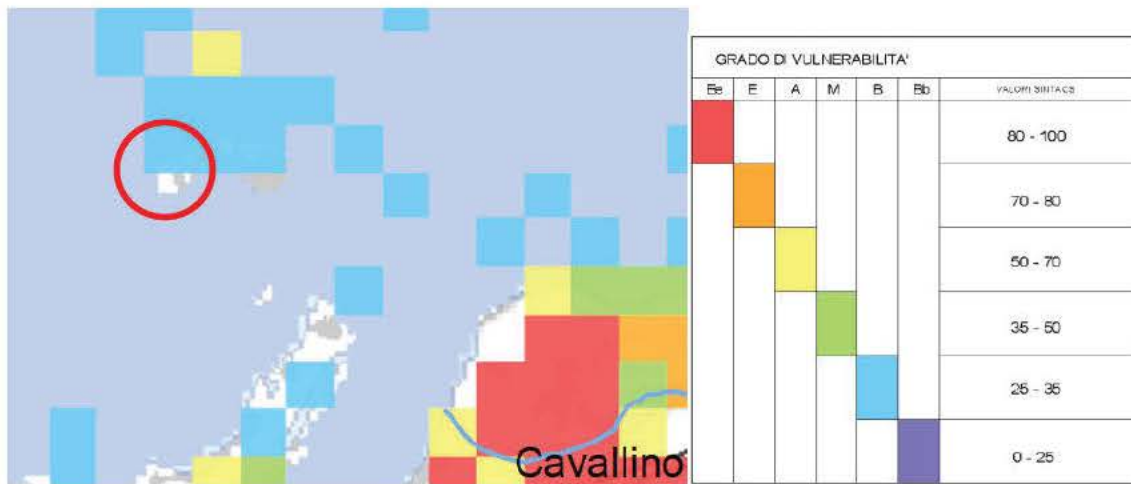 Cavallino
GRADO DI VULNERABILITA'
Ee E A M B Bb VALORI SINTACS
80 - 100
70 - 80
50 - 70
35 - 50
25 - 35
0 - 25